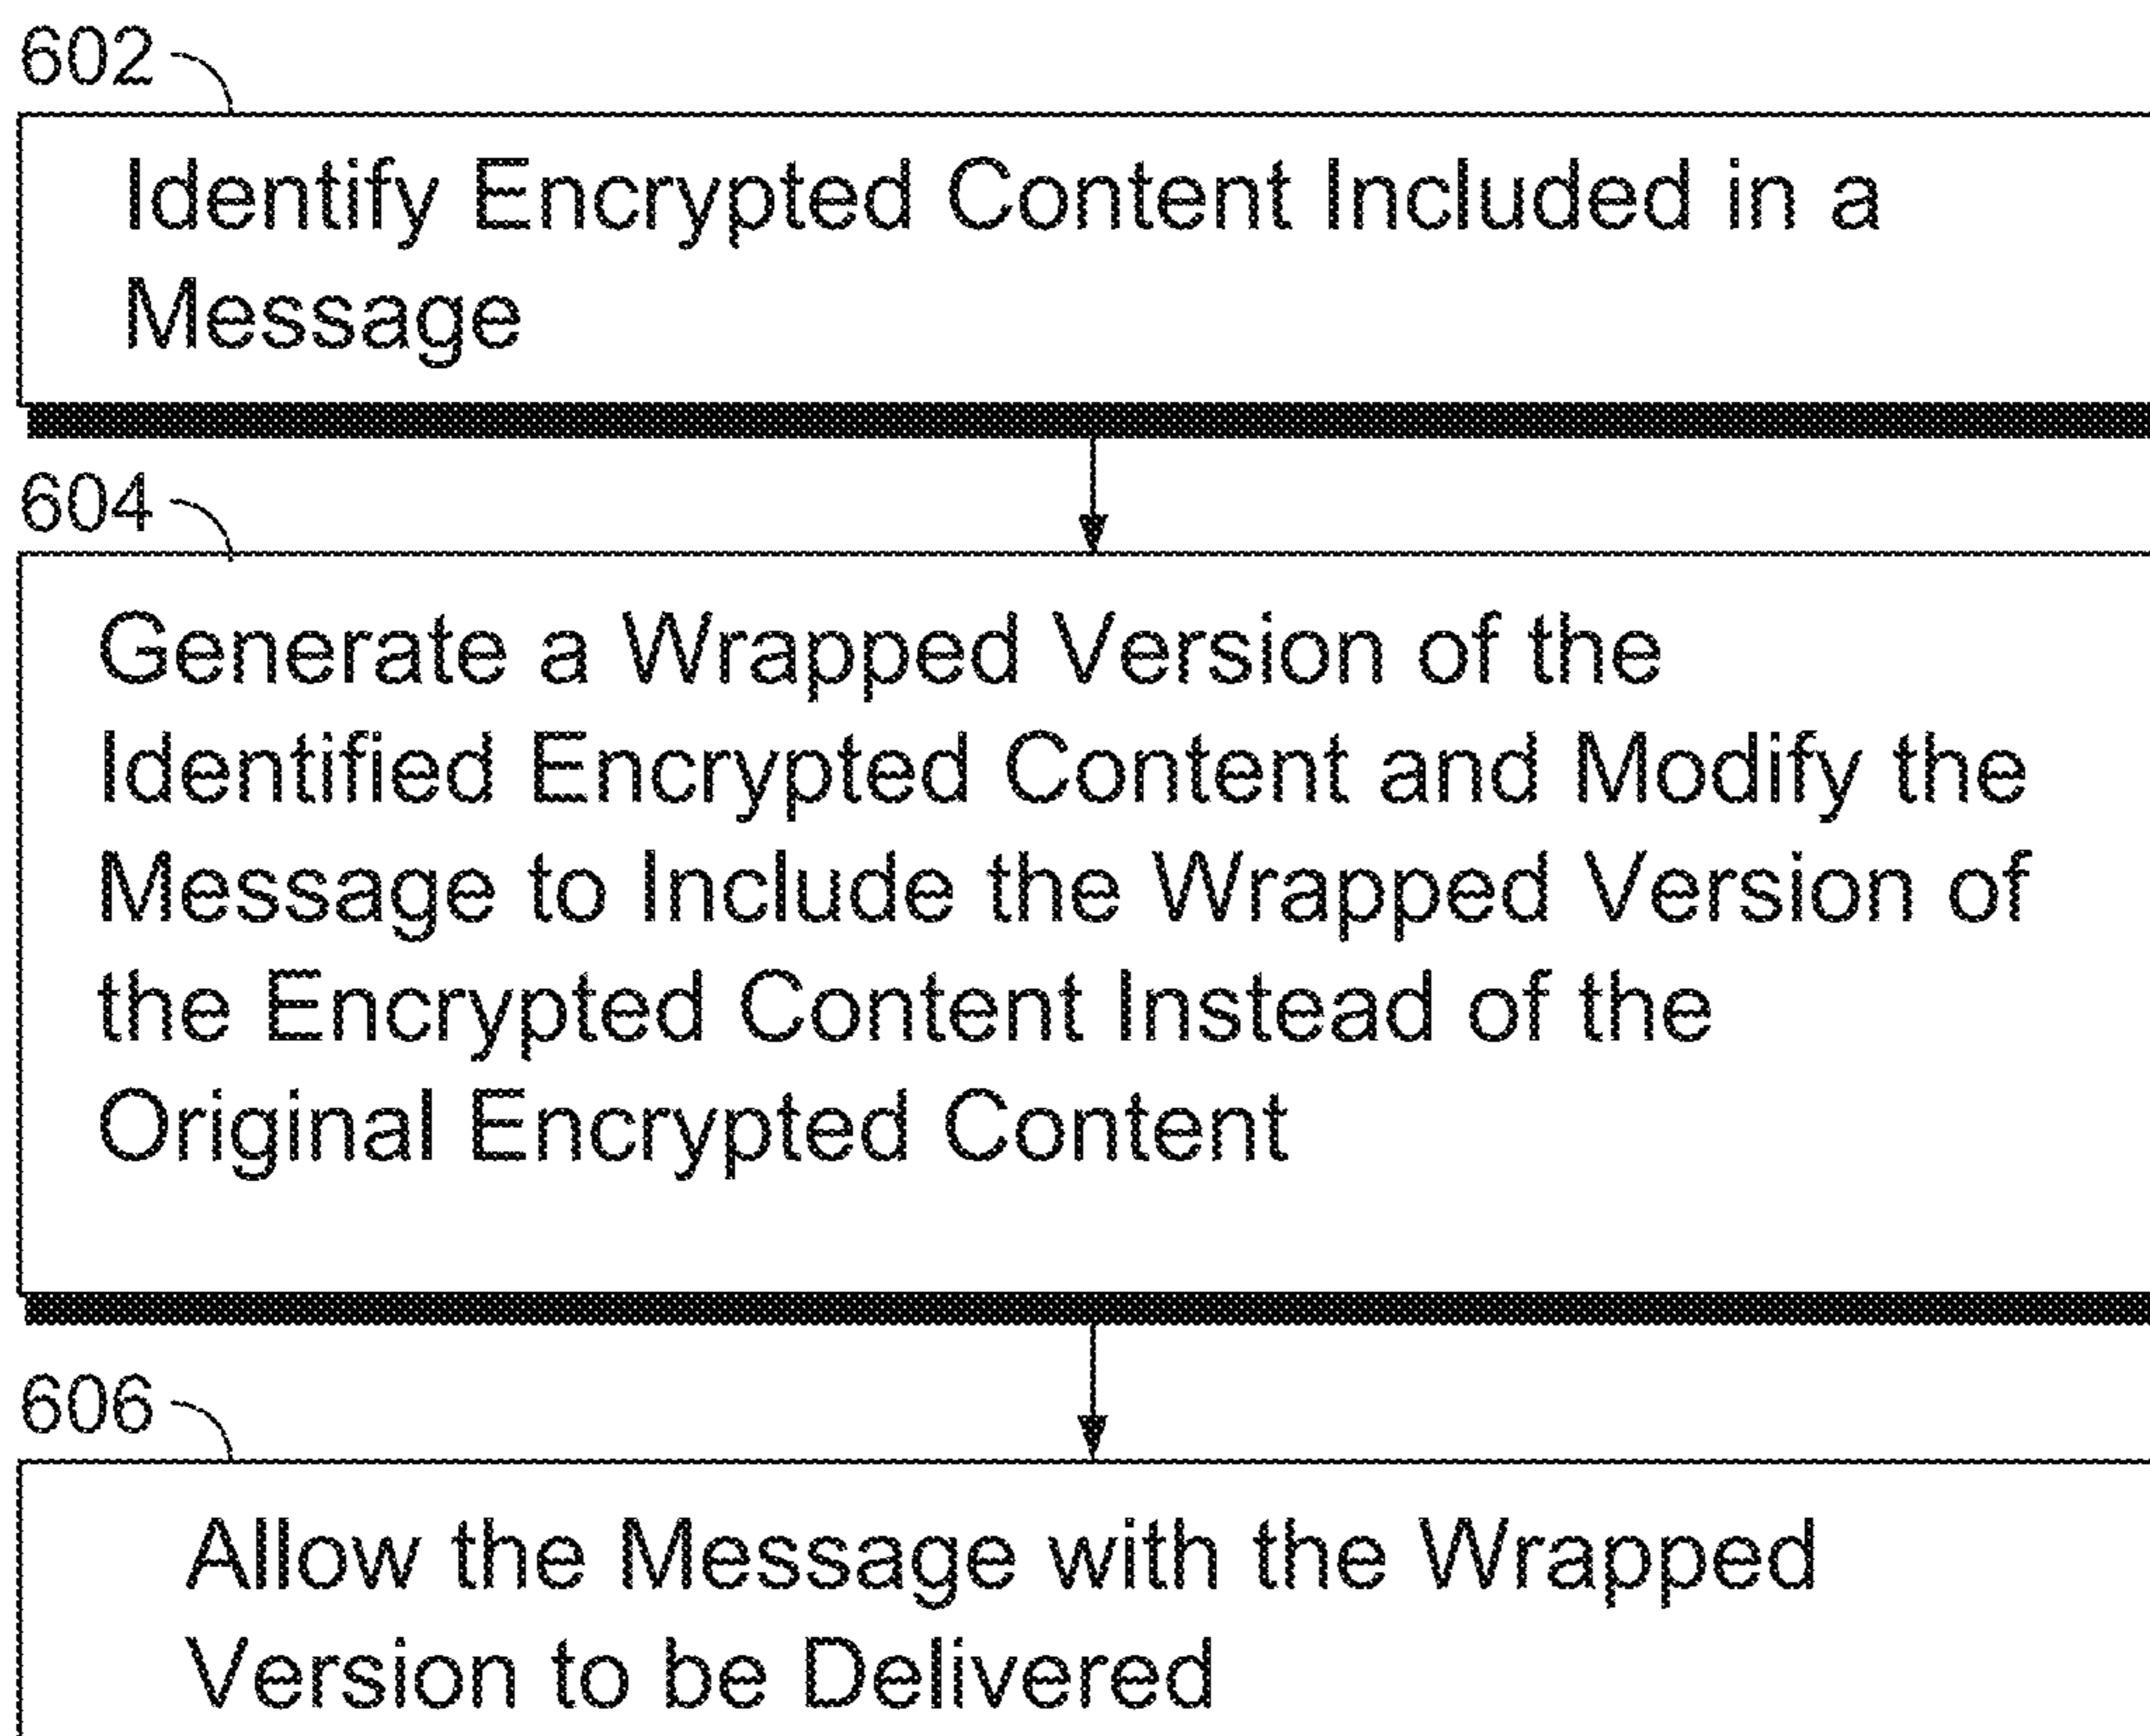 602
Identify Encrypted Content Included in a
Message
604
Generate a Wrapped Version of the
Identified Encrypted Content and Modify the
Message to Include the Wrapped Version of
the Encrypted Content Instead of the
Original Encrypted Content
606
Allow the Message with the Wrapped
Version to be Delivered